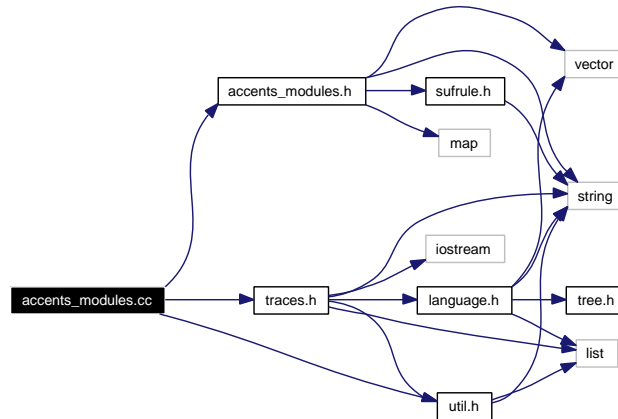 vector
accents_modules.h
sufrule.h
map
string
iostream
accents_modules.cc
traces.h
language.h
tree.h
list
util.h